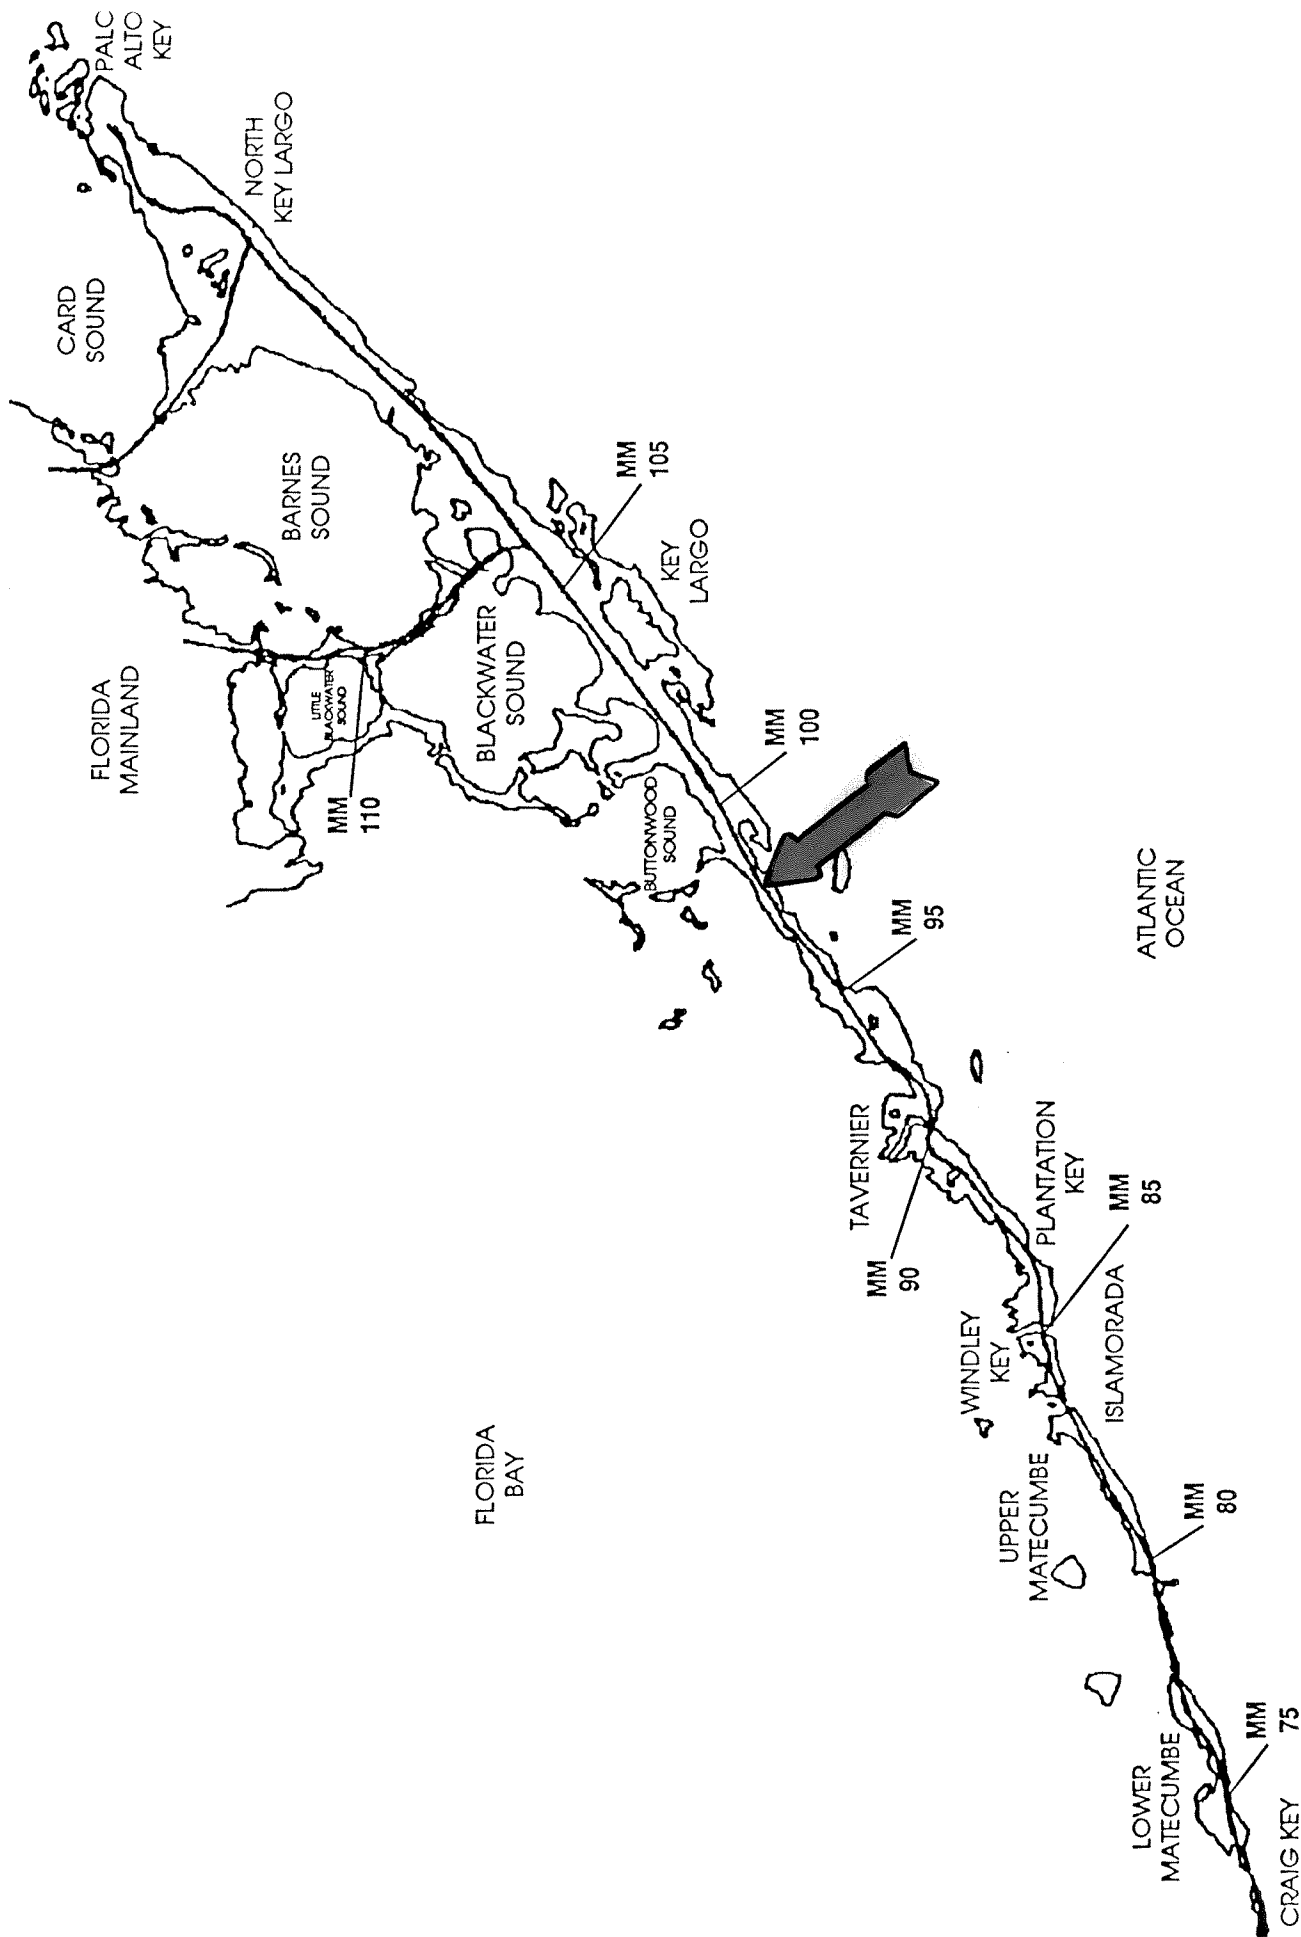 PALC
ALTO
KEY
NORTH
KEY LARGO
CARD
SOUND
BARNES
SOUND
MM
105
KEY
LARGO
FLORIDA
MAINLAND
LITTLE
BLACKWATER
SOUND
BLACKWATER
SOUND
MM
110
MM
100
BUTTONWOOD
SOUND
MM
95
ATLANTIC
OCEAN
TAVERNIER
MM
90
PLANTATION
KEY
MM
85
WINDLEY
KEY
ISLAMORADA
FLORIDA
BAY
UPPER
MATECUMBE
MM
80
LOWER
MATECUMBE
MM
75
CRAIG KEY